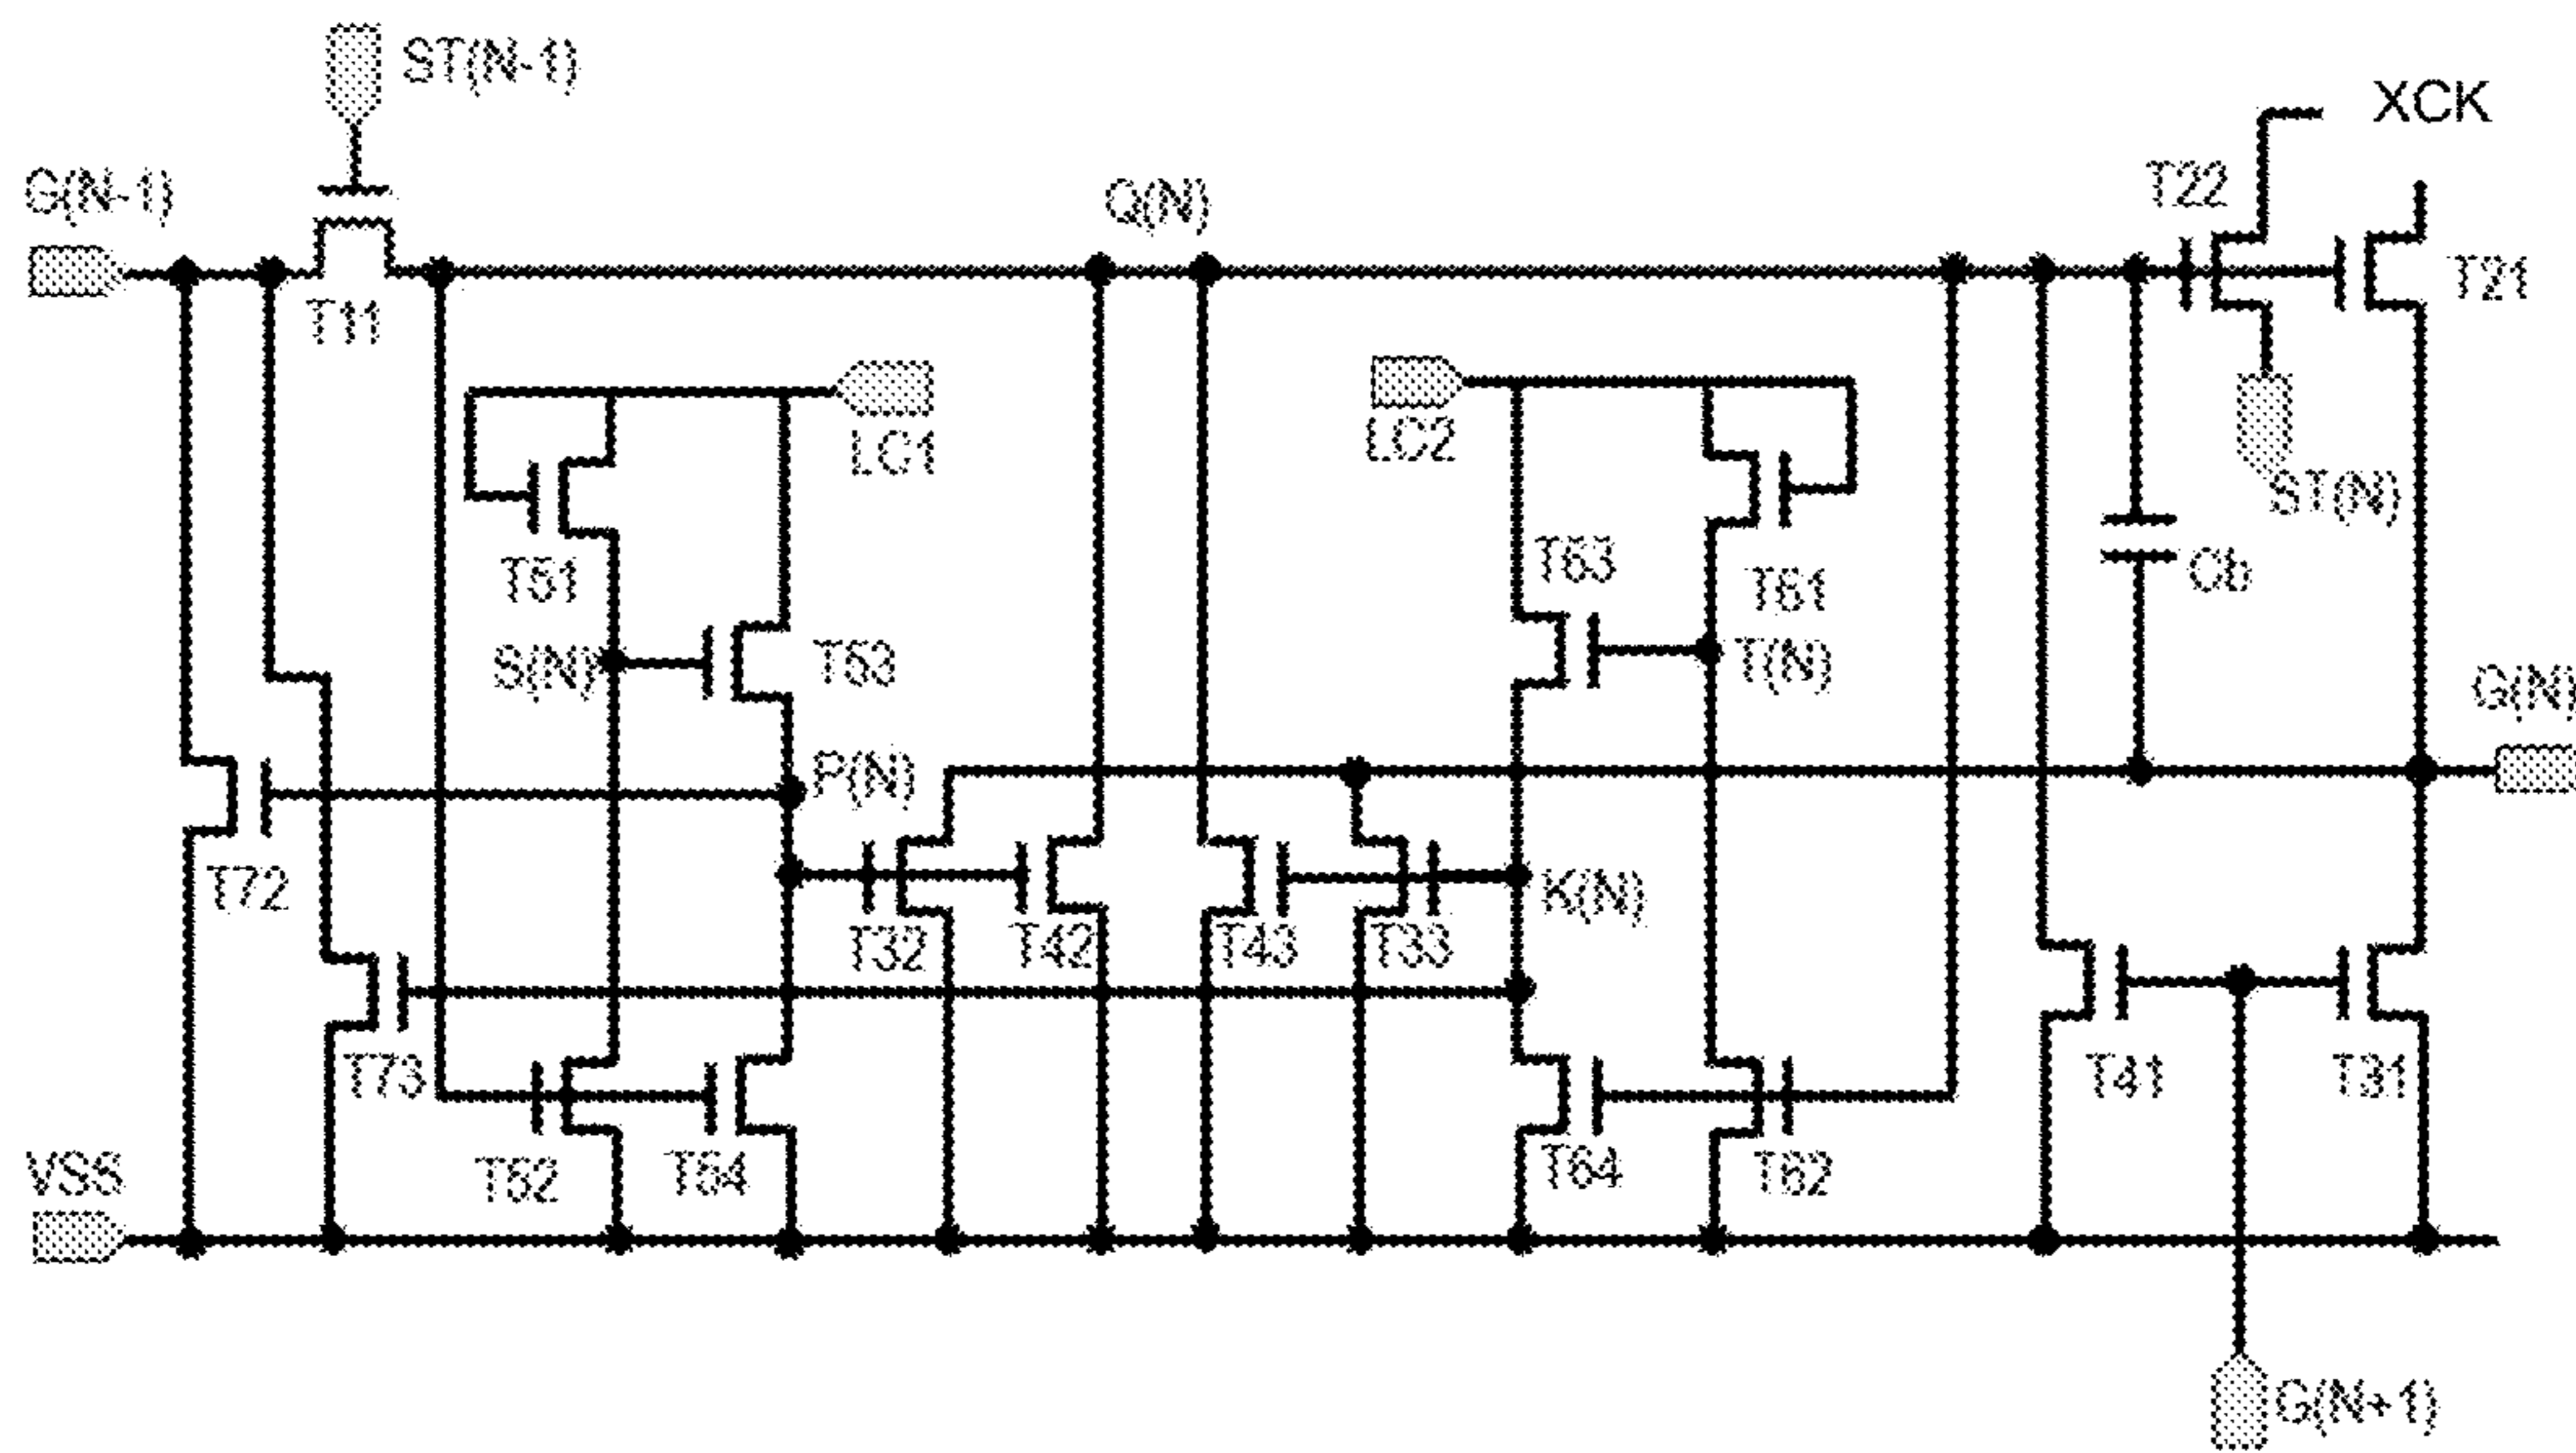 ST(N-1)
XCK
G(N-1)
T22
Q(N)
T11
T21
LC1
LC2
ST(N)
T51
T63
T61
Cb
S(N)
T53
T(N)
G(N)
P(N)
T72
K(N)
T32
T42
T43
T33
T73
T41
T31
VSS
T52
T54
T64
T62
G(N+1)